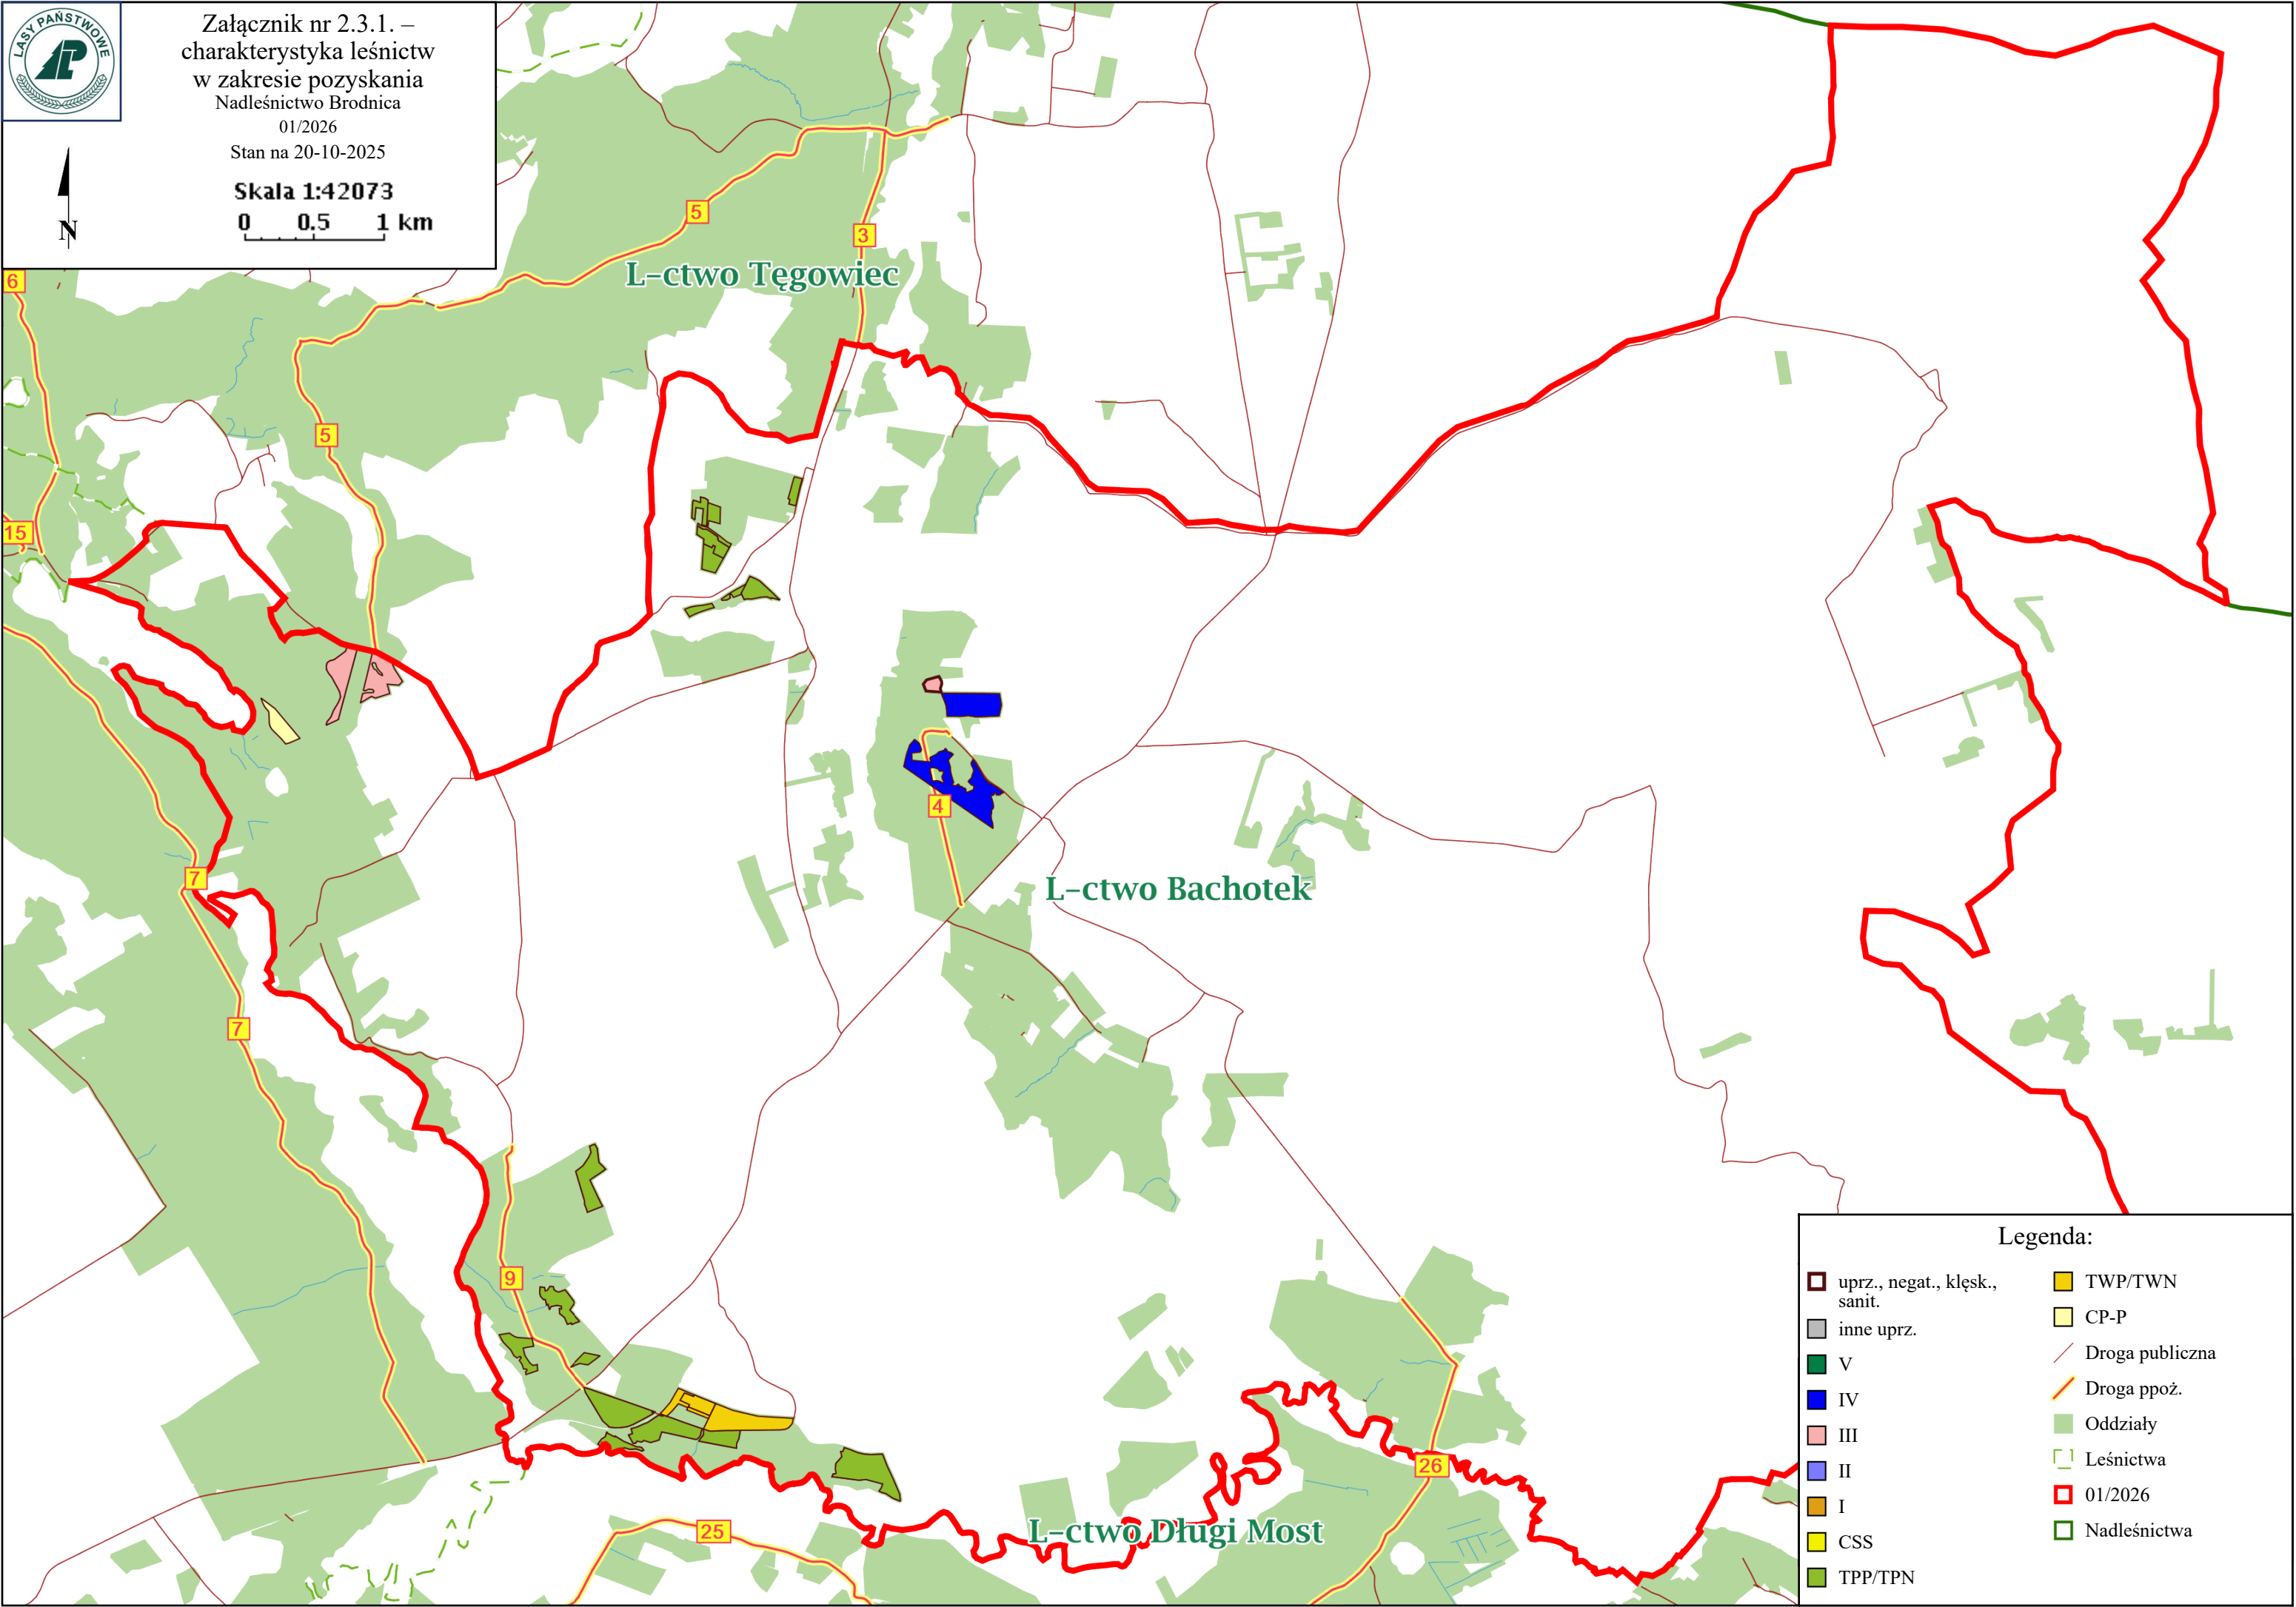 LASY PAŃSTWOWE
Załącznik nr 2.3.1. –
charakterystyka leśnictw
w zakresie pozyskania
Nadleśnictwo Brodnica
01/2026
Stan na 20-10-2025
Skala 1:42073
0 0.5 1 km
N
5
3
6
L-ctwo Tęgowiec
5
15
4
7
L-ctwo Bachotek
7
9
26
25
L-ctwo Długi Most
Legenda:
uprz., negat., klęsk.,
sanit.
inne uprz.
V
IV
III
II
I
CSS
TPP/TPN
TWP/TWN
CP-P
Droga publiczna
Droga ppoż.
Oddziały
Leśnictwa
01/2026
Nadleśnictwa